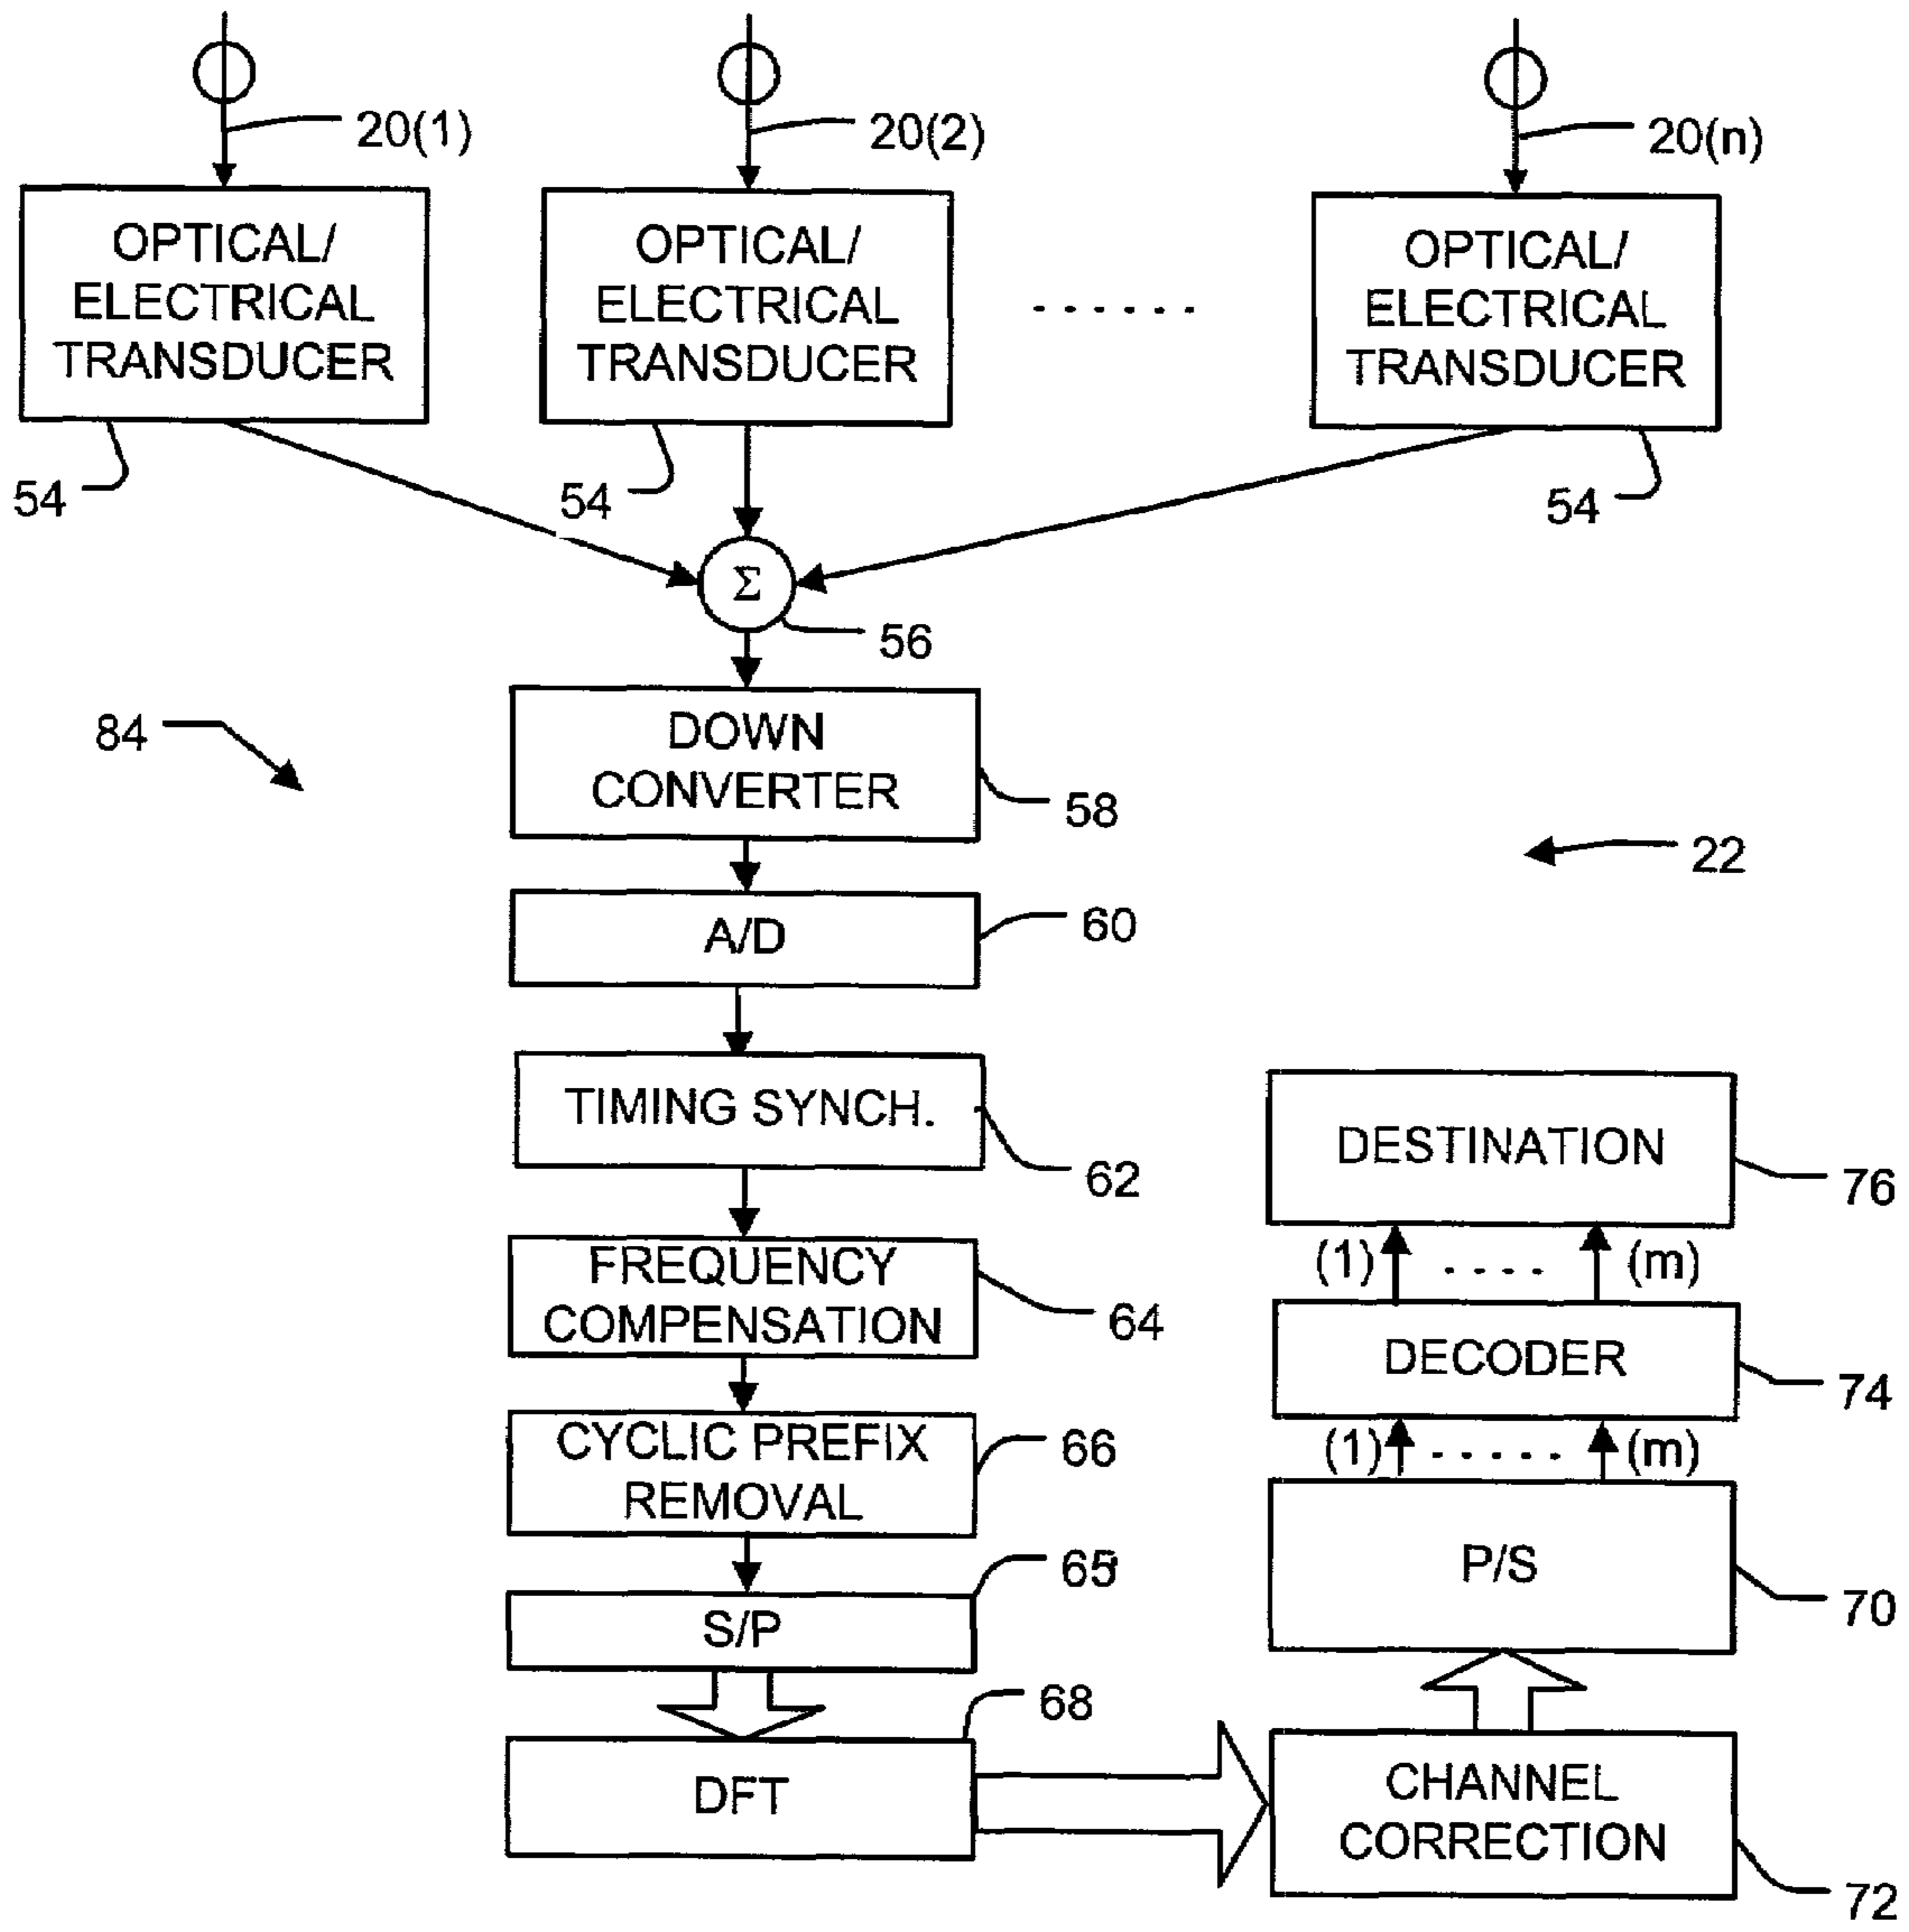 20(1)
20(2)
20(n)
OPTICAL/
ELECTRICAL
TRANSDUCER
OPTICAL/
ELECTRICAL
TRANSDUCER
OPTICAL/
ELECTRICAL
TRANSDUCER
54
54
54
Σ
56
84
DOWN
CONVERTER
58
22
A/D
60
TIMING SYNCH.
62
FREQUENCY
COMPENSATION
64
CYCLIC PREFIX
REMOVAL
66
S/P
65
DFT
68
CHANNEL
CORRECTION
72
P/S
70
(1) ..... (m)
DECODER
74
(1) .... (m)
DESTINATION
76